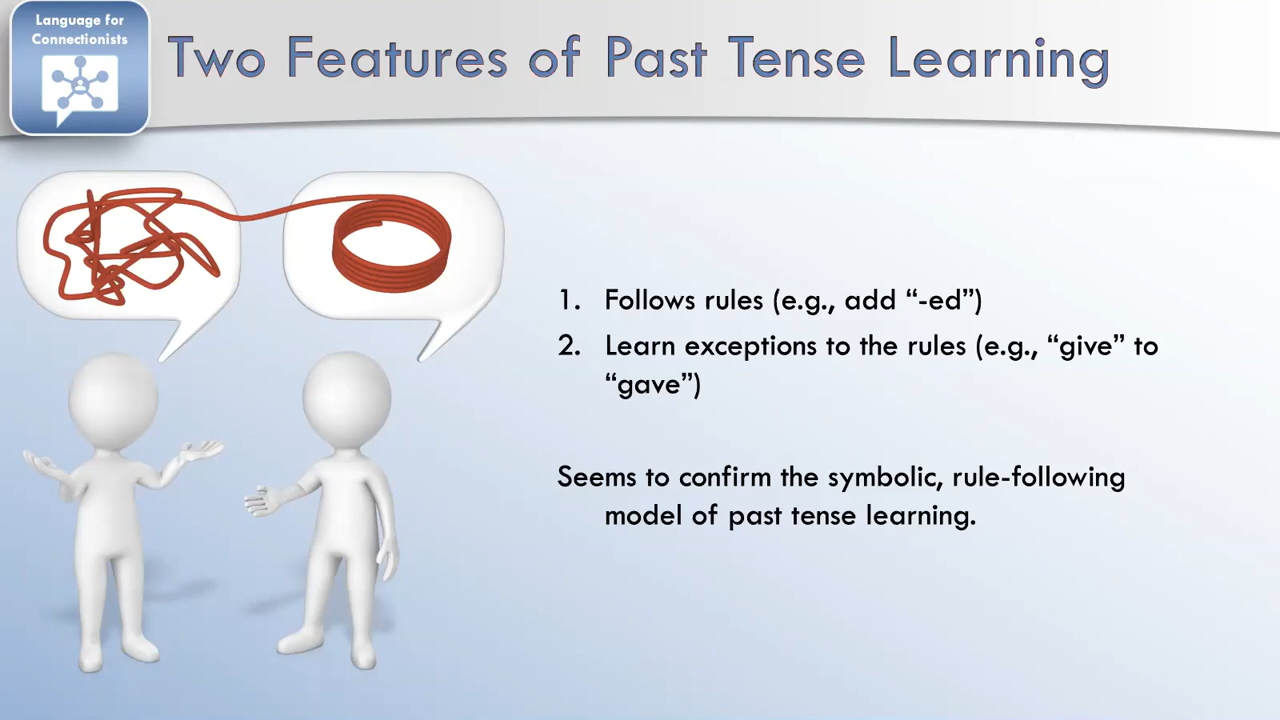 Language for
Connectionists
Two Features of Past Tense Learning
1. Follows rules (e.g., add “-ed”)
2. Learn exceptions to the rules (e.g., “give” to
“gave”)
Seems to confirm the symbolic, rule-following
model of past tense learning.